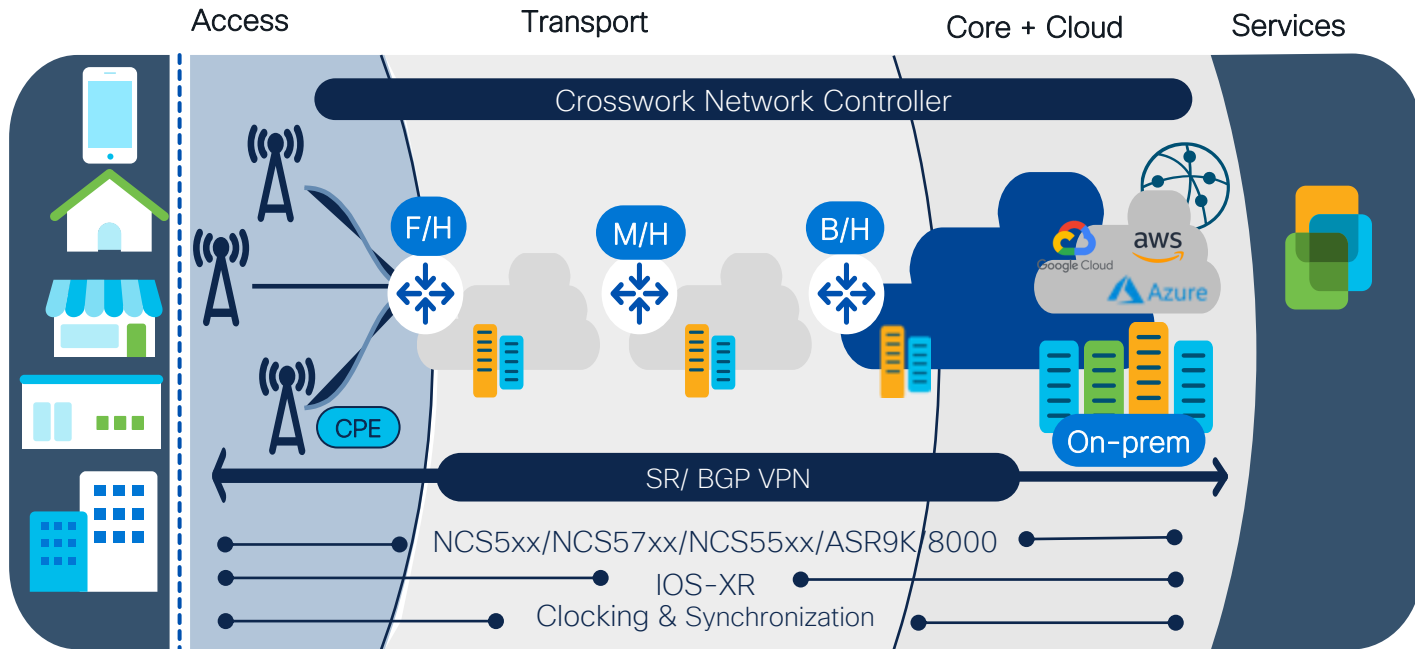 Access
Transport
Core + Cloud
Services
Crosswork Network Controller
F/H
M/H
B/H
Google Cloud
aws
Azure
CPE
On-prem
SR/ BGP VPN
NCS5xx/NCS57xx/NCS55xx/ASR9K/8000
IOS-XR
Clocking & Synchronization